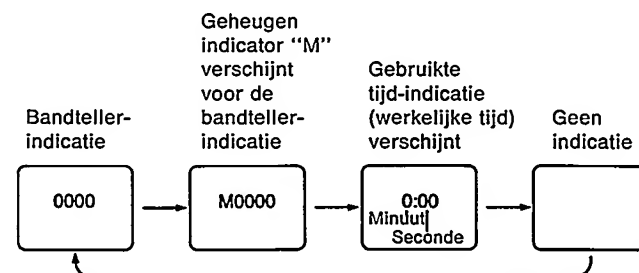 Bandteller-
indicatie
Geheugen
indicator "M"
verschijnt
voor de
bandteller-
indicatie
Gebruikte
tijd-indicatie
(werkelijke tijd)
verschijnt
Geen
indicatie
0000
M0000
0:00
Mindut
Seconde